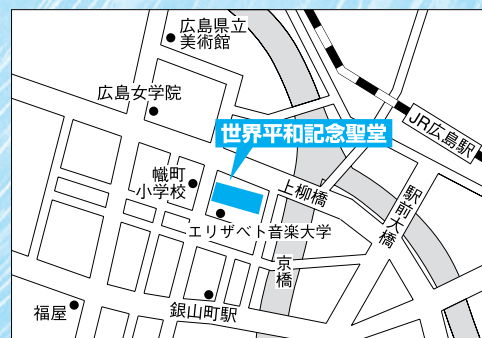 広島県立
美術館
広島女学院
JR広島駅
世界平和記念聖堂
幟町
小学校
上柳橋
駅前大橋
エリザベト音楽大学
京橋
銀山町駅
福屋